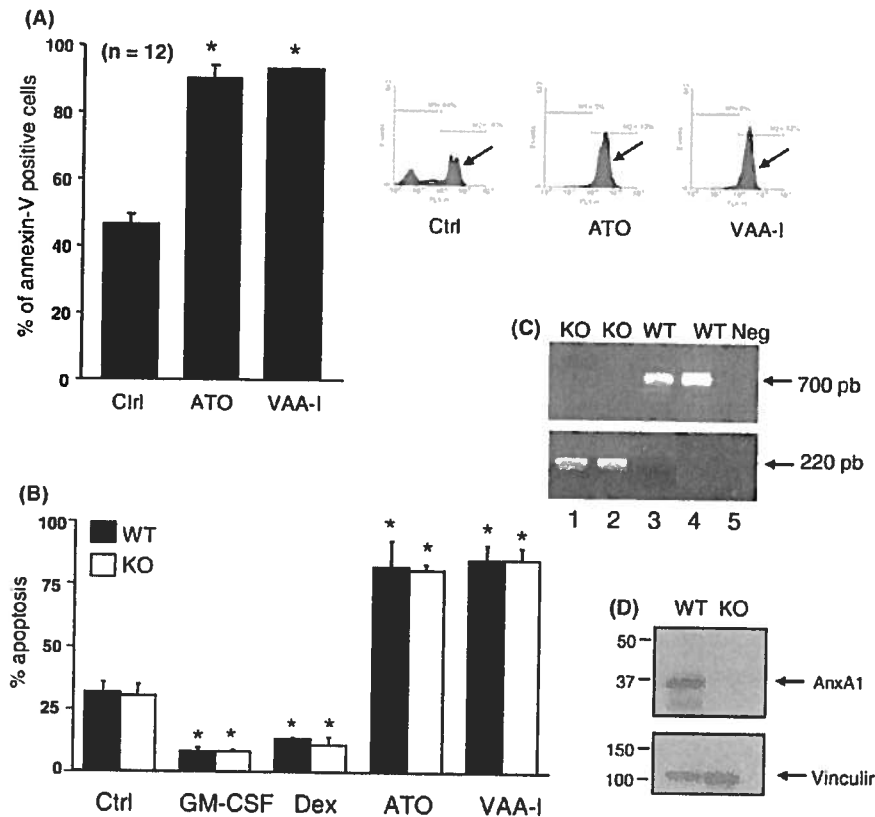 (A)
(n = 12)
*
*
% of annexin-V positive cells
100
80
60
40
20
0
Ctrl
ATO
VAA-I
Ctrl
ATO
VAA-I
(C)
KO KO WT WT Neg
700 pb
220 pb
1 2 3 4 5
(B)
WT
KO
% apoptosis
100
75
50
25
0
* * * * * * * *
Ctrl GM-CSF Dex ATO VAA-I
(D)
WT KO
50
37
AnxA1
150
100
Vinculir